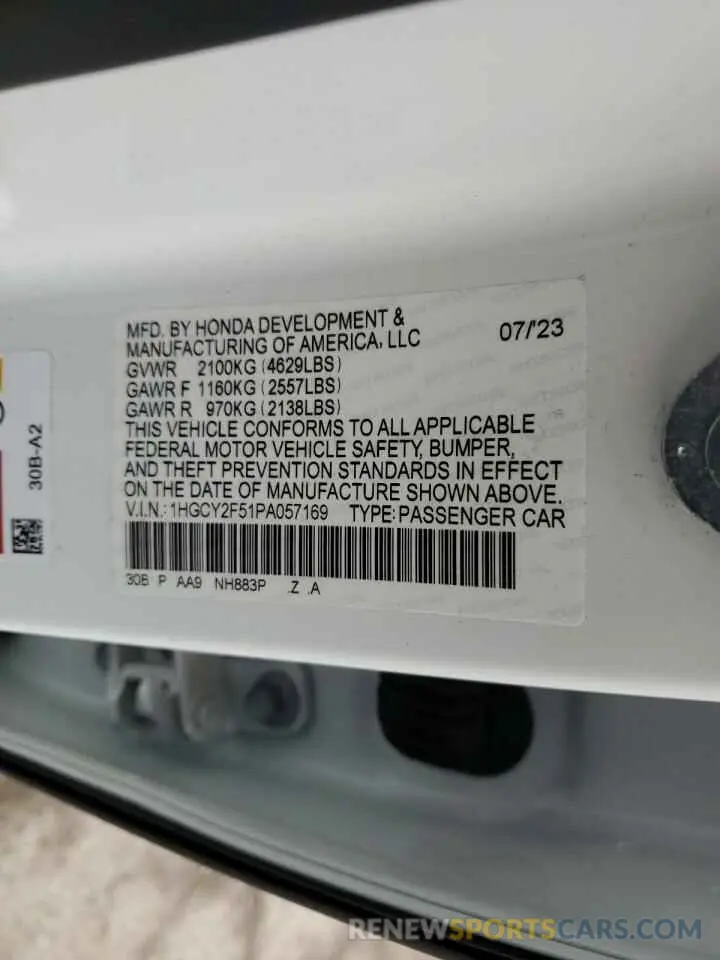 MFD. BY HONDA DEVELOPMENT &
MANUFACTURING OF AMERICA, LLC 07/'23
GVWR 2100KG (4629LBS)
GAWR F 1160KG (2557LBS)
GAWR R 970KG (2138LBS)
THIS VEHICLE CONFORMS TO ALL APPLICABLE
FEDERAL MOTOR VEHICLE SAFETY, BUMPER,
AND THEFT PREVENTION STANDARDS IN EFFECT
ON THE DATE OF MANUFACTURE SHOWN ABOVE.
V.I.N.: 1HGCY2F51PA057169 TYPE: PASSENGER CAR
30B P AA9 NH883P .Z .A
30B-A2
RENEWSPORTSCARS.COM